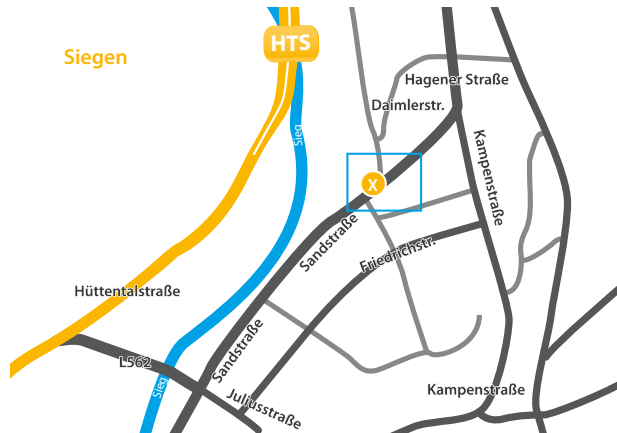 HTS
Siegen
Hagener Straße
Daimlerstr.
Sieg
Kampenstraße
X
Sandstraße
Friedrichstr.
Hüttentalstraße
L562
Sandstraße
Sieg
Juliusstraße
Kampenstraße